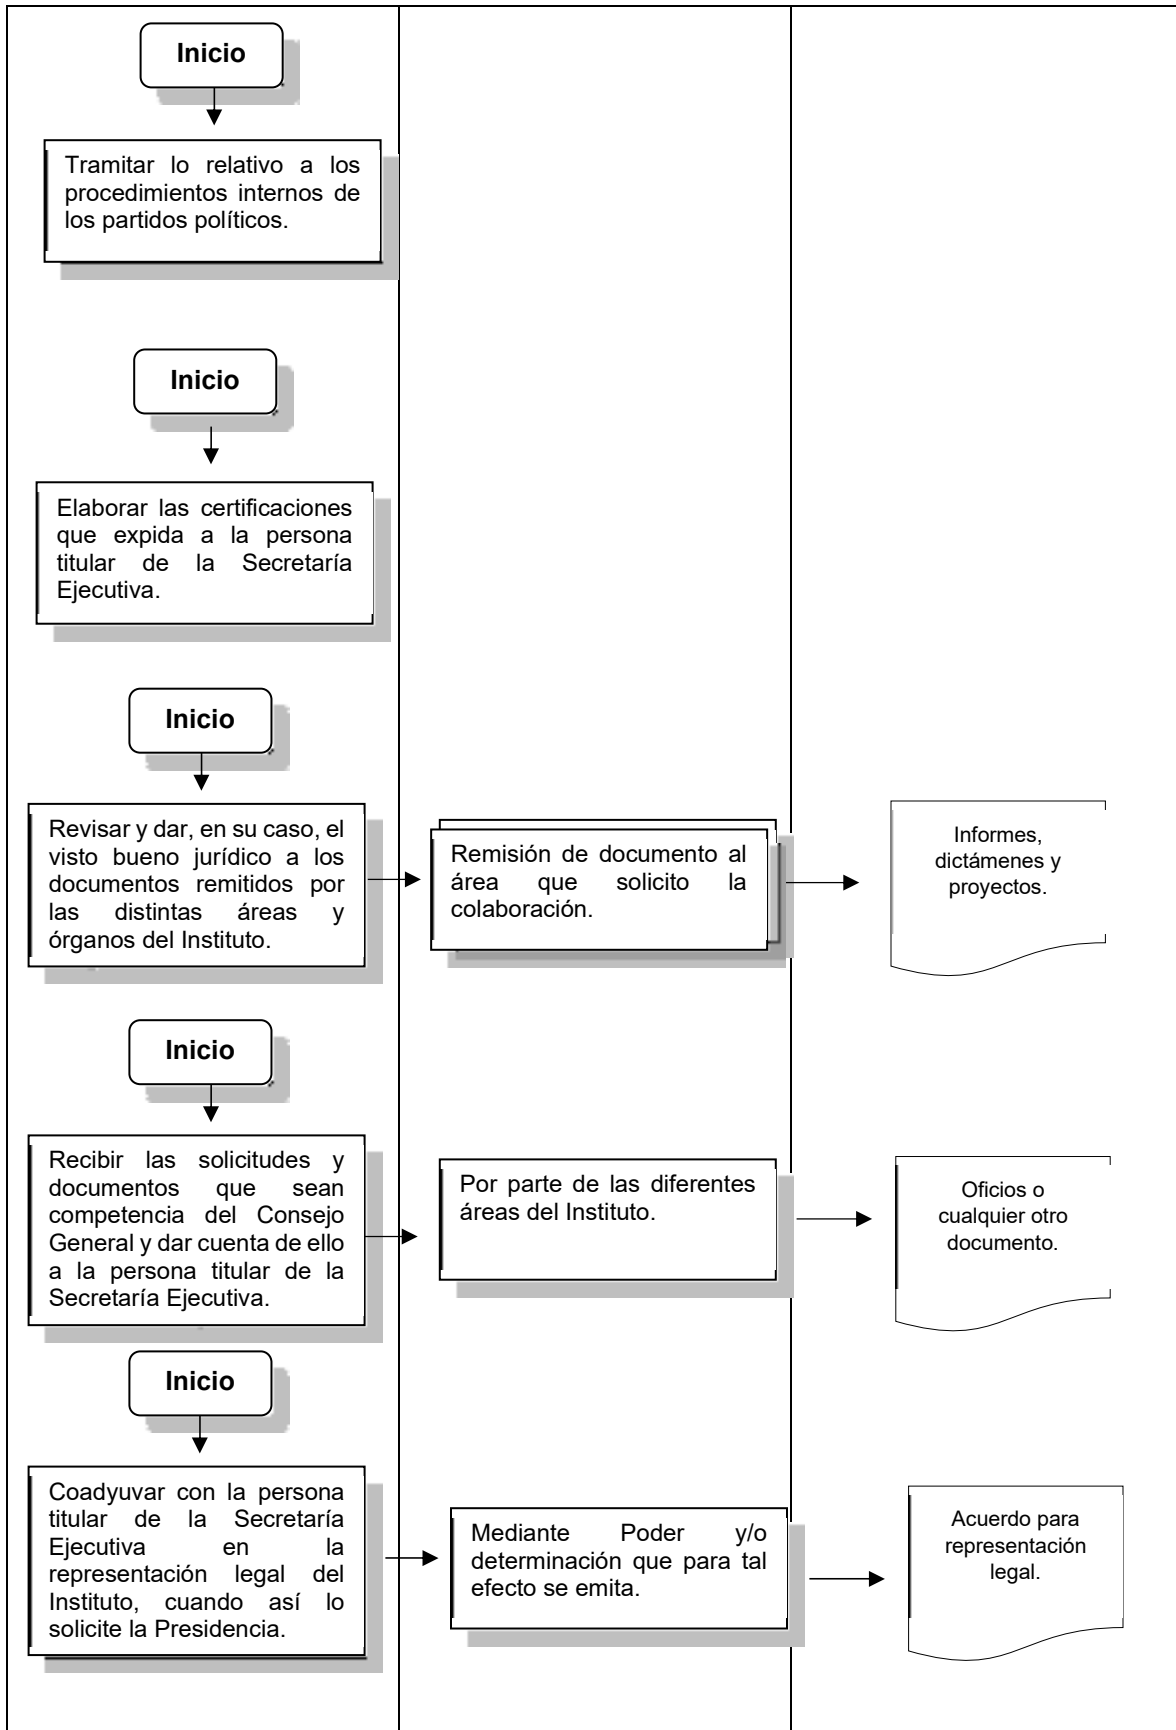 Inicio
Tramitar lo relativo a los
procedimientos internos de
los partidos políticos.
Inicio
Elaborar las certificaciones
que expida a la persona
titular de la Secretaría
Ejecutiva.
Inicio
Revisar y dar, en su caso, el
visto bueno jurídico a los
documentos remitidos por
las distintas áreas y
órganos del Instituto.
Remisión de documento al
área que solicito la
colaboración.
Informes,
dictámenes y
proyectos.
Inicio
Recibir las solicitudes y
documentos que sean
competencia del Consejo
General y dar cuenta de ello
a la persona titular de la
Secretaría Ejecutiva.
Por parte de las diferentes
áreas del Instituto.
Oficios o
cualquier otro
documento.
Inicio
Coadyuvar con la persona
titular de la Secretaría
Ejecutiva en la
representación legal del
Instituto, cuando así lo
solicite la Presidencia.
Mediante Poder y/o
determinación que para tal
efecto se emita.
Acuerdo para
representación
legal.